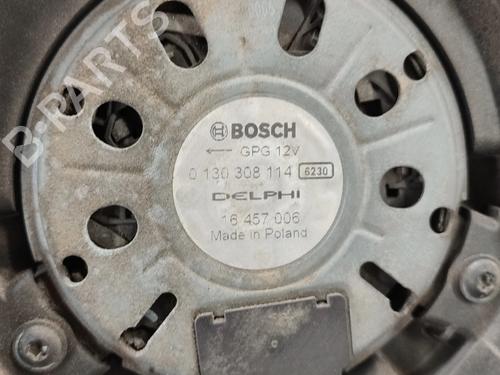 B-PARTS
BOSCH
← GPG 12V
0 130 308 114 6230
DELPHI
16 457 006
Made in Poland